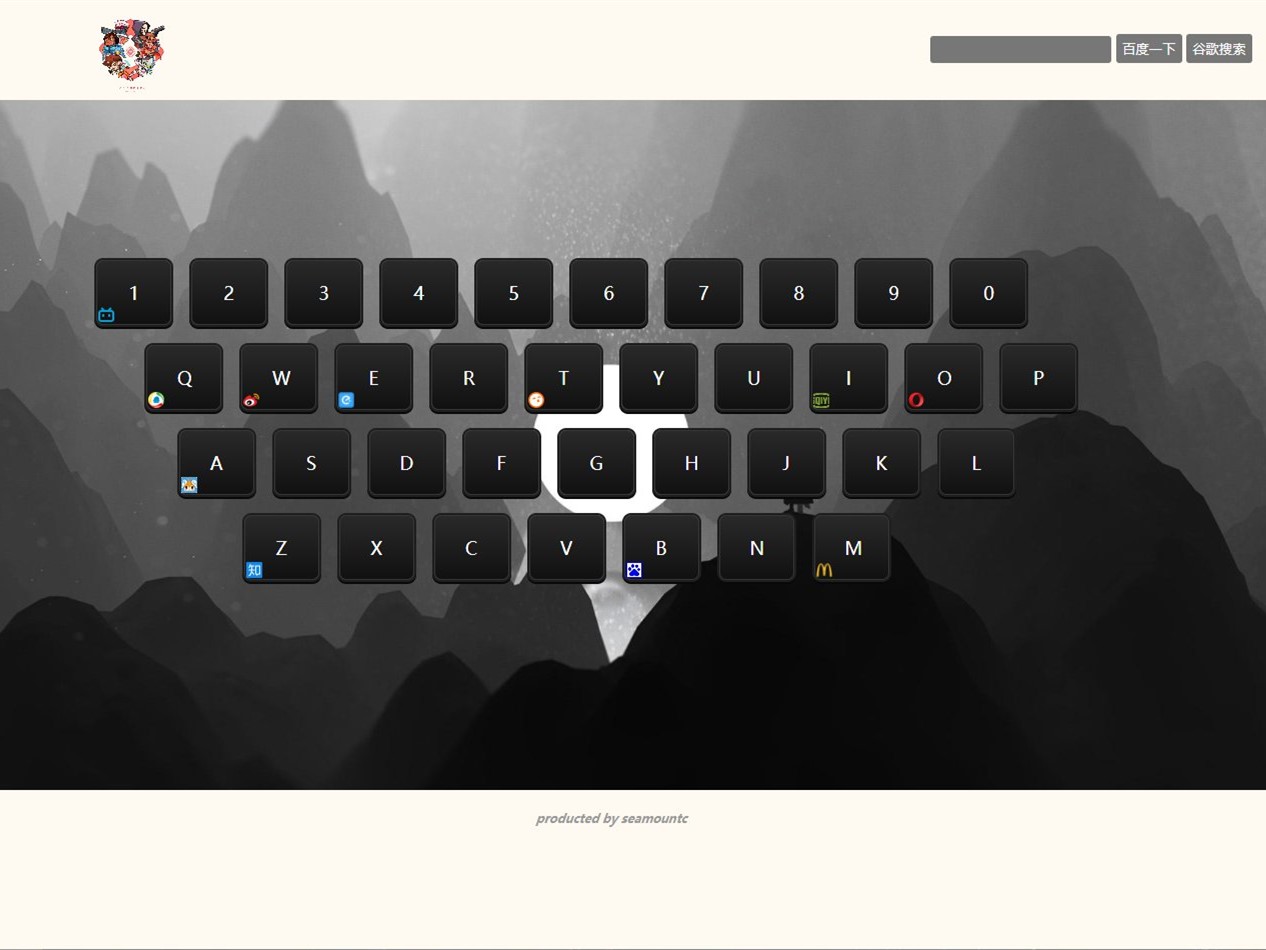 百度一下 谷歌搜索
1 2 3 4 5 6 7 8 9 0
Q W E R T Y U I O P
QIY
A S D F G H J K L
Z X C V B N M
知
producted by seamountc